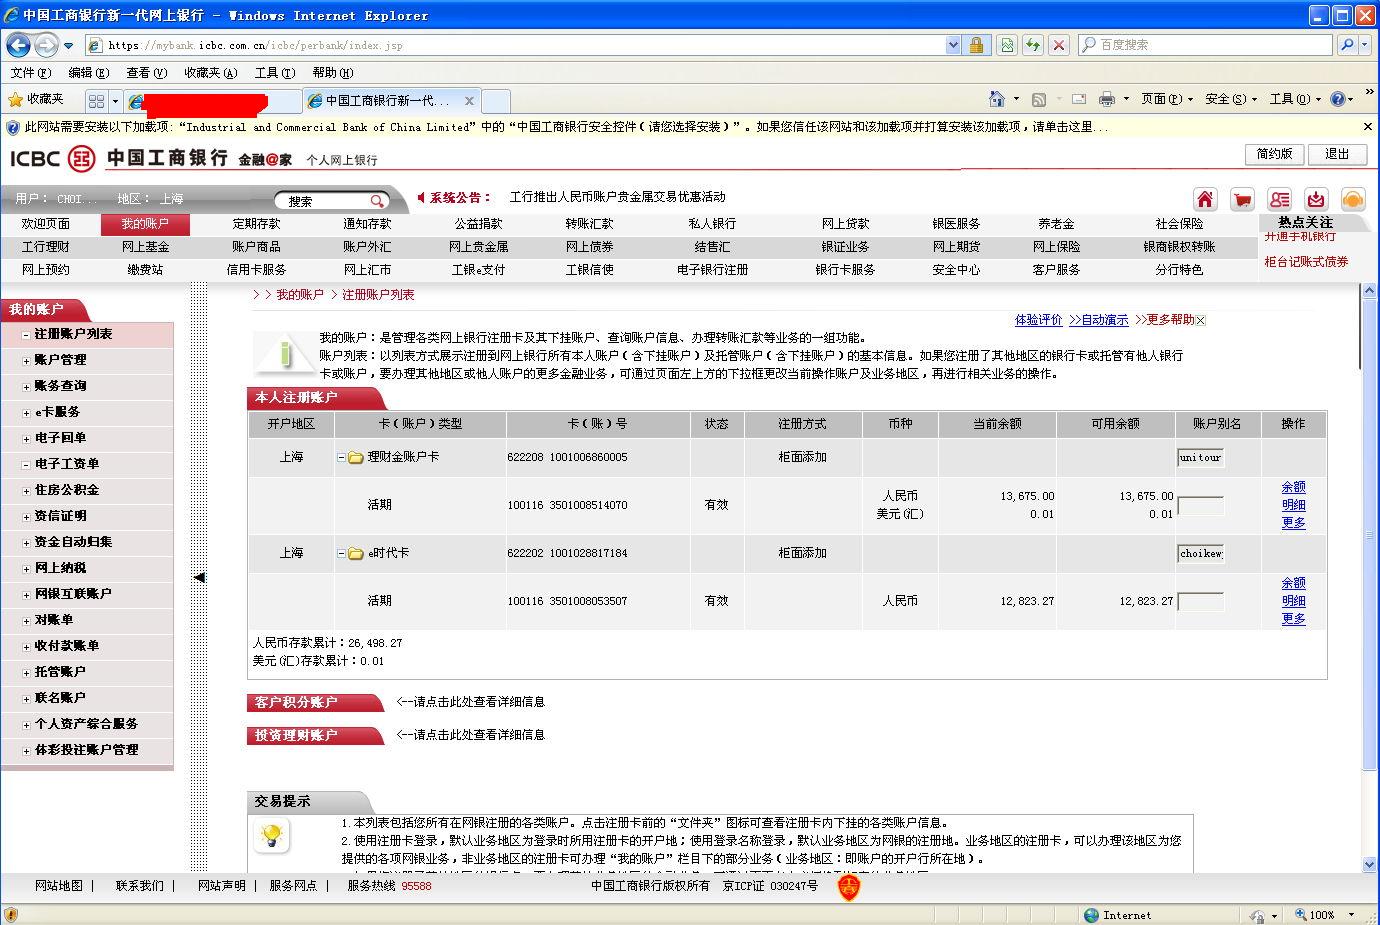 中国工商银行新一代网上银行 - Windows Internet Explorer
https://mybank.icbc.com.cn/icbc/perbank/index.jsp
百度搜索
文件(F) 编辑(E) 查看(V) 收藏夹(A) 工具(T) 帮助(H)
收藏夹
中国工商银行新一代...
页面(P) 安全(S) 工具(O)
此网站需要安装以下加载项:“Industrial and Commercial Bank of China Limited”中的“中国工商银行安全控件(请您选择安装)”。如果您信任该网站和该加载项并打算安装该加载项,请单击这里...
ICBC 中国工商银行 金融@家 个人网上银行
简约版 退出
用户: CHOI... 地区: 上海 搜索 系统公告: 工行推出人民币账户贵金属交易优惠活动
欢迎页面 我的账户 定期存款 通知存款 公益捐款 转账汇款 私人银行 网上贷款 银医服务 养老金 社会保险 热点关注
工行理财 网上基金 账户商品 账户外汇 网上贵金属 网上债券 结售汇 银证业务 网上期货 网上保险 银商银权转账
开通手机银行
网上预约 缴费站 信用卡服务 网上汇市 工银e支付 工银信使 电子银行注册 银行卡服务 安全中心 客户服务 分行特色
柜台记账式债券
我的账户
注册账户列表
账户管理
账务查询
e卡服务
电子回单
电子工资单
住房公积金
资信证明
资金自动归集
网上纳税
网银互联账户
对账单
收付款账单
托管账户
联名账户
个人资产综合服务
体彩投注账户管理
>> 我的账户 > 注册账户列表
体验评价 >>自动演示 >>更多帮助
我的账户:是管理各类网上银行注册卡及其下挂账户、查询账户信息、办理转账汇款等业务的一组功能。
账户列表:以列表方式展示注册到网上银行所有本人账户(含下挂账户)及托管账户(含下挂账户)的基本信息。如果您注册了其他地区的银行卡或托管有他人银行
卡或账户,要办理其他地区或他人账户的更多金融业务,可通过页面左上方的下拉框更改当前操作账户及业务地区,再进行相关业务的操作。
本人注册账户
开户地区 卡(账户)类型 卡(账)号 状态 注册方式 币种 当前余额 可用余额 账户别名 操作
上海 理财金账户卡 622208 1001006860005 柜面添加 unitour
活期 100116 3501008514070 有效 人民币 13,675.00 13,675.00 余额
美元(汇) 0.01 0.01 明细
更多
上海 e时代卡 622202 1001028817184 柜面添加 choikew
活期 100116 3501008053507 有效 人民币 12,823.27 12,823.27 余额
明细
更多
人民币存款累计:26,498.27
美元(汇)存款累计:0.01
客户积分账户 <--请点击此处查看详细信息
投资理财账户 <--请点击此处查看详细信息
交易提示
1.本列表包括您所有在网银注册的各类账户。点击注册卡前的“文件夹”图标可查看注册卡内下挂的各类账户信息。
2.使用注册卡登录,默认业务地区为登录时所用注册卡的开户地;使用登录名称登录,默认业务地区为网银的注册地。业务地区的注册卡,可以办理该地区为您
提供的各项网银业务,非业务地区的注册卡可办理“我的账户”栏目下的部分业务(业务地区:即账户的开户行所在地)。
网站地图 | 联系我们 | 网站声明 | 服务网点 | 服务热线 95588 中国工商银行版权所有 京ICP证 030247号
Internet 100%